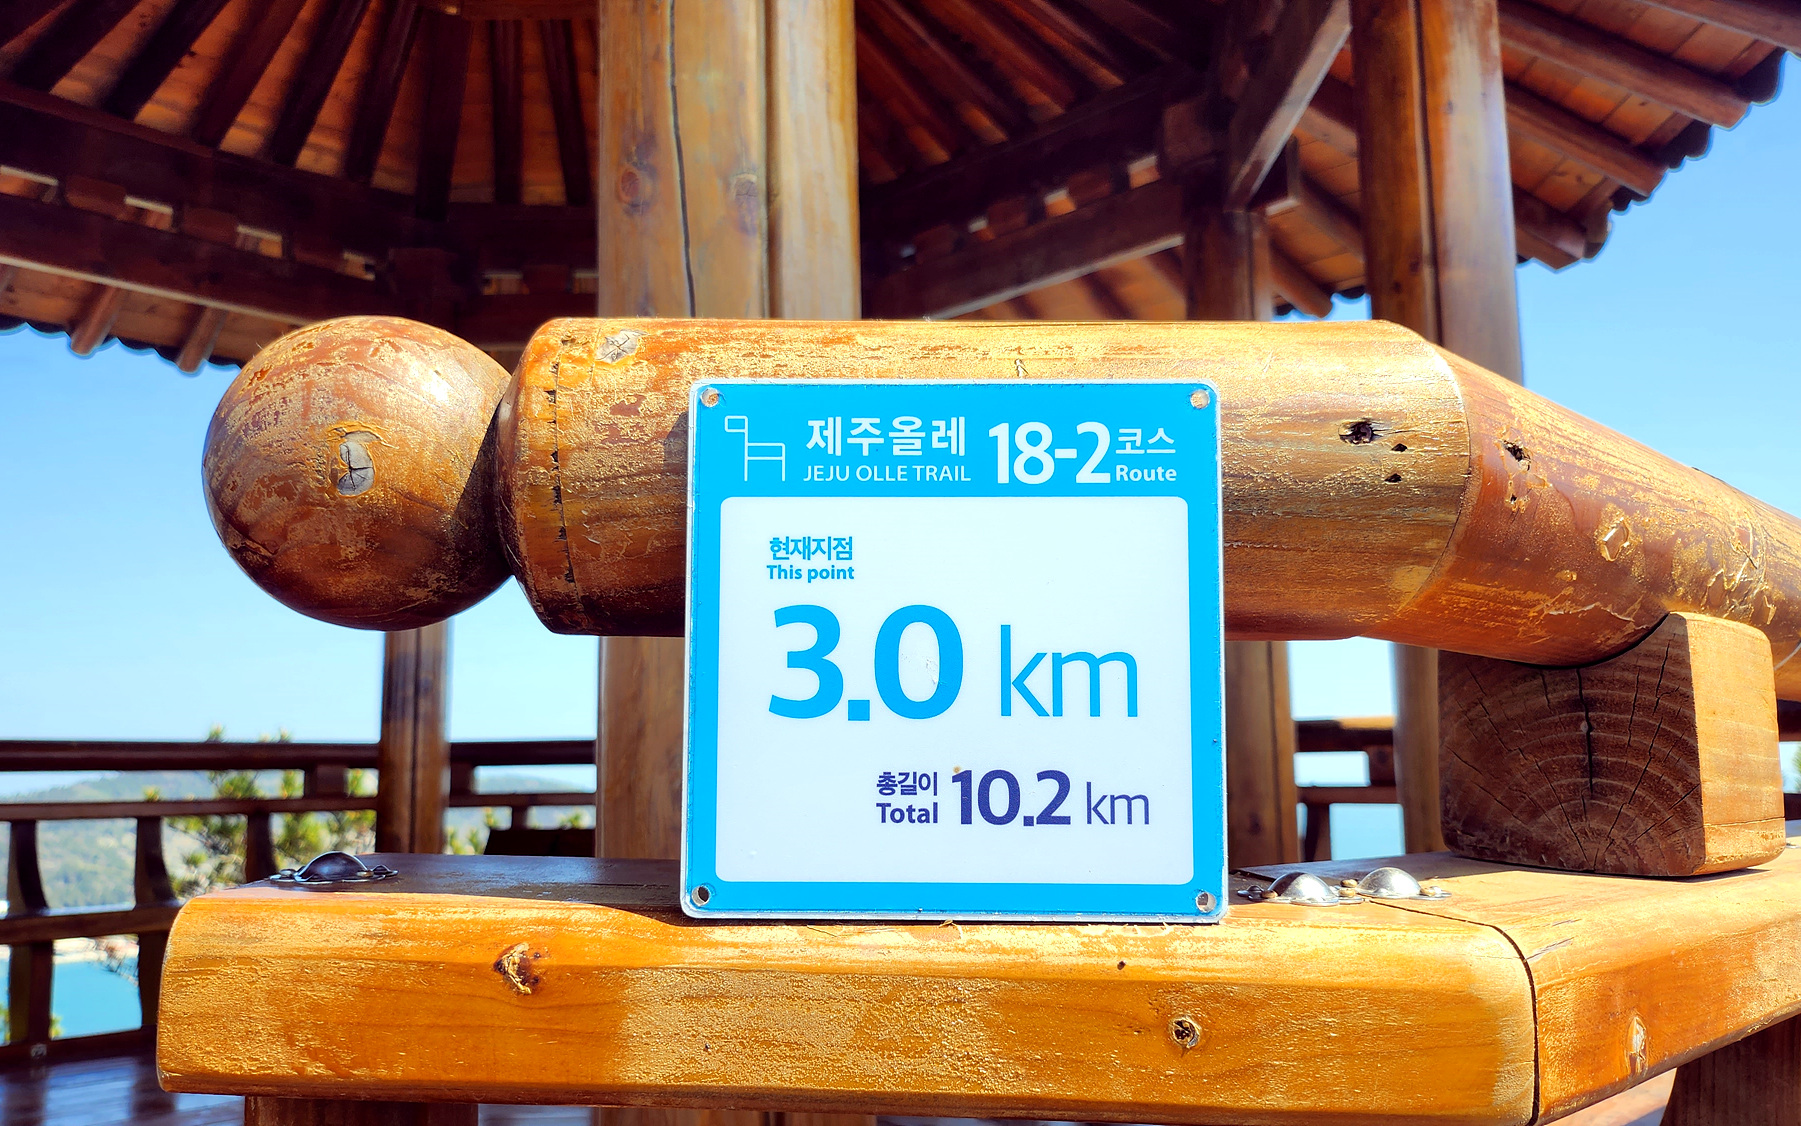 제주올레 18-2 코스
JEJU OLLE TRAIL Route
현재지점
This point
3.0 km
총길이
Total 10.2 km